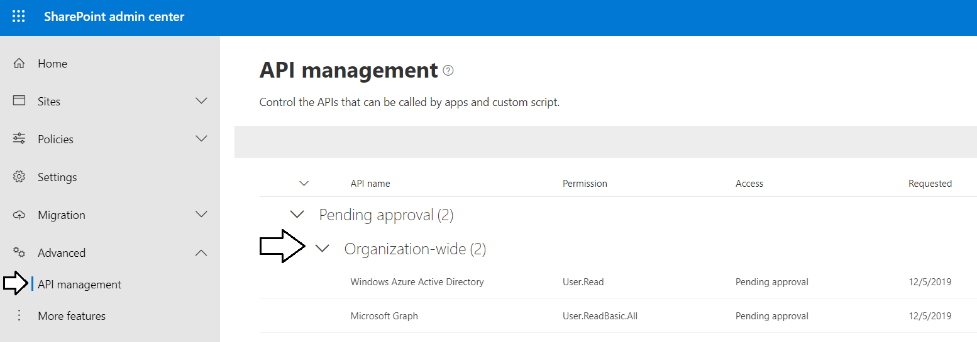 SharePoint admin center
Home
Sites
Policies
Settings
Migration
Advanced
API management
More features
API management
Control the APIs that can be called by apps and custom script.
API name Permission Access Requested
Pending approval (2)
Organization-wide (2)
Windows Azure Active Directory User.Read Pending approval 12/5/2019
Microsoft Graph User.ReadBasic.All Pending approval 12/5/2019